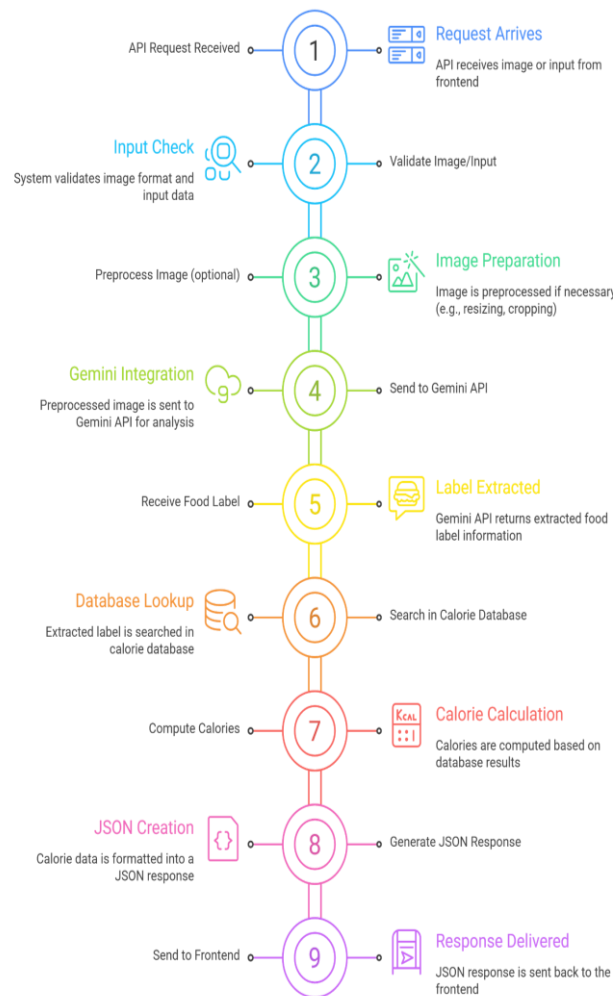 API Request Received
1
Request Arrives
API receives image or input from
frontend
Input Check
System validates image format and
input data
2
Validate Image/Input
Preprocess Image (optional)
3
Image Preparation
Image is preprocessed if necessary
(e.g., resizing, cropping)
Gemini Integration
Preprocessed image is sent to
Gemini API for analysis
g
4
Send to Gemini API
Receive Food Label
5
Label Extracted
Gemini API returns extracted food
label information
Database Lookup
Extracted label is searched in
calorie database
6
Search in Calorie Database
Compute Calories
7
KCAL
Calorie Calculation
Calories are computed based on
database results
JSON Creation
Calorie data is formatted into a
JSON response
{}
8
Generate JSON Response
Send to Frontend
9
Response Delivered
JSON response is sent back to the
frontend